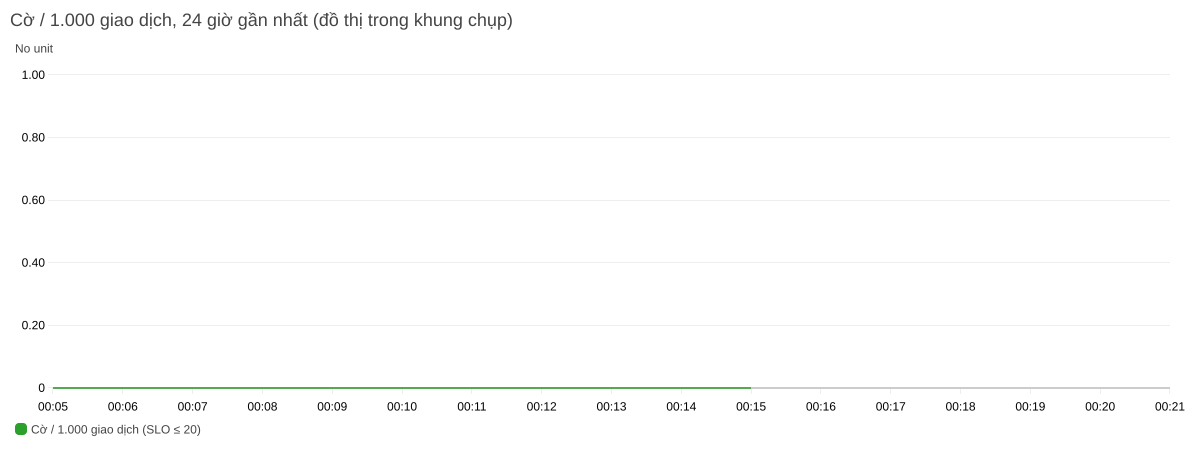 Cờ / 1.000 giao dịch, 24 giờ gần nhất (đồ thị trong khung chụp)
No unit
1.00
0.80
0.60
0.40
0.20
0
00:05 00:06 00:07 00:08 00:09 00:10 00:11 00:12 00:13 00:14 00:15 00:16 00:17 00:18 00:19 00:20 00:21
Cờ / 1.000 giao dịch (SLO ≤ 20)